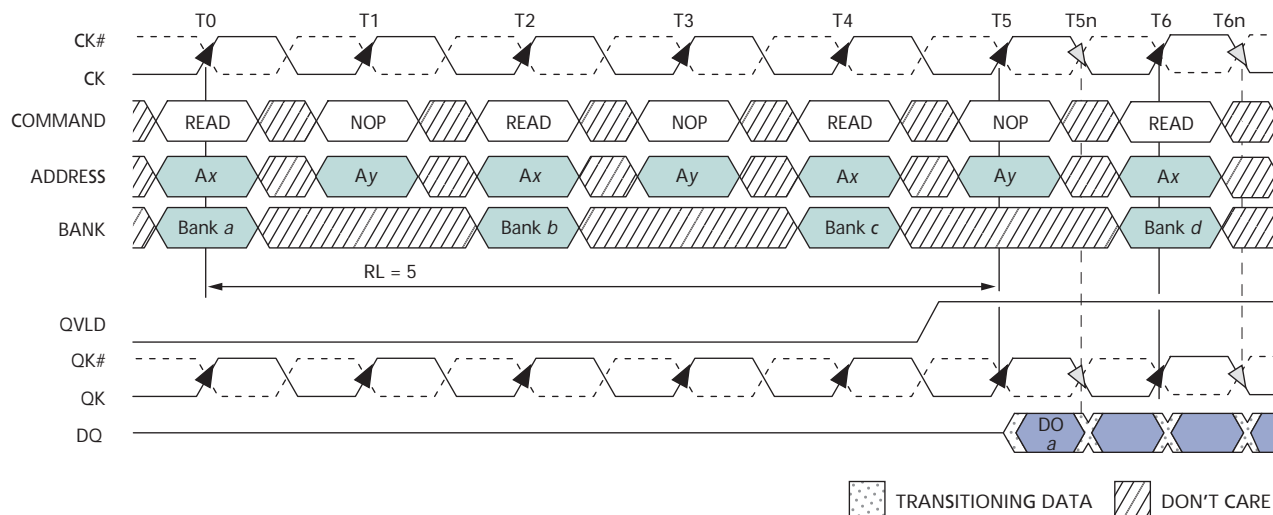 T0 T1 T2 T3 T4 T5 T5n T6 T6n
CK#
CK
COMMAND READ NOP READ NOP READ NOP READ
ADDRESS Ax Ay Ax Ay Ax Ay Ax
BANK Bank a Bank b Bank c Bank d
RL = 5
QVLD
QK#
QK
DQ DO
a
TRANSITIONING DATA DON'T CARE